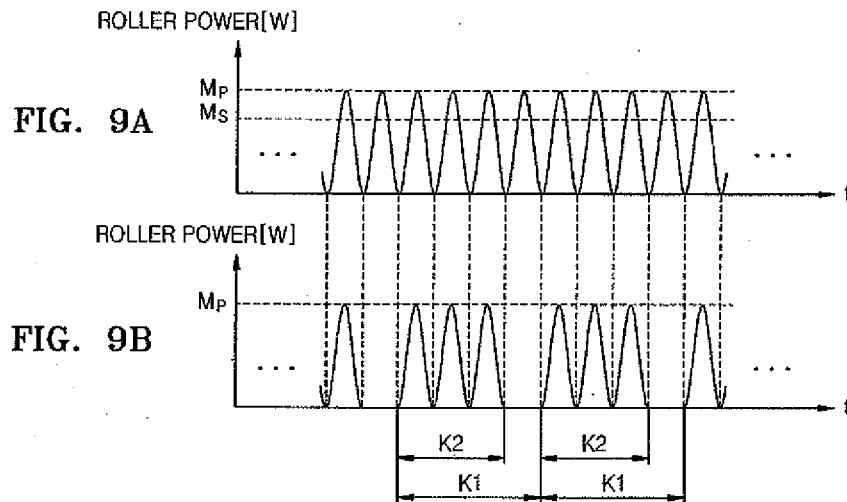 ROLLER POWER[W]
FIG. 9A
MP
MS
... ...
t
ROLLER POWER[W]
FIG. 9B
MP
... ...
t
K2 K2
K1 K1